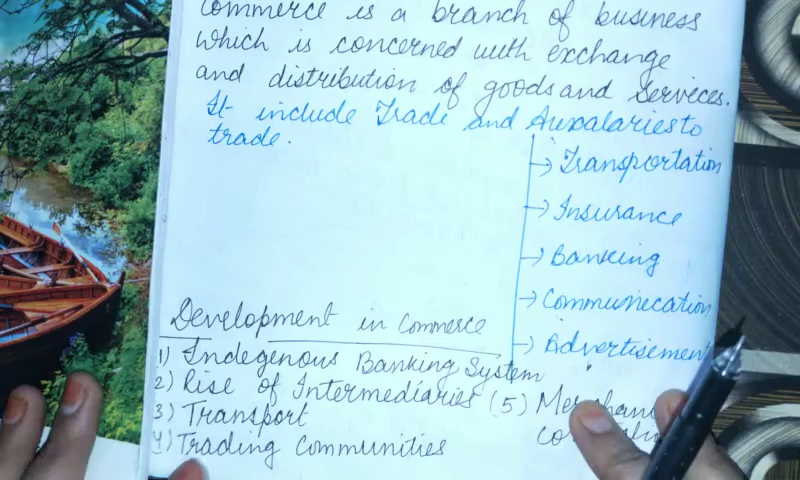 Commerce is a branch of business
which is concerned with exchange
and distribution of goods and Serveces.
It include Trade and Auxalaries to
trade.
→ Transportation
→ Insurance
→ Banking
→ Communecation
→ Advertisement
Development in Commerce
1) Indegenous Banking System
2) Rise of Intermediaries (5)
3) Transport
4) Trading Communities